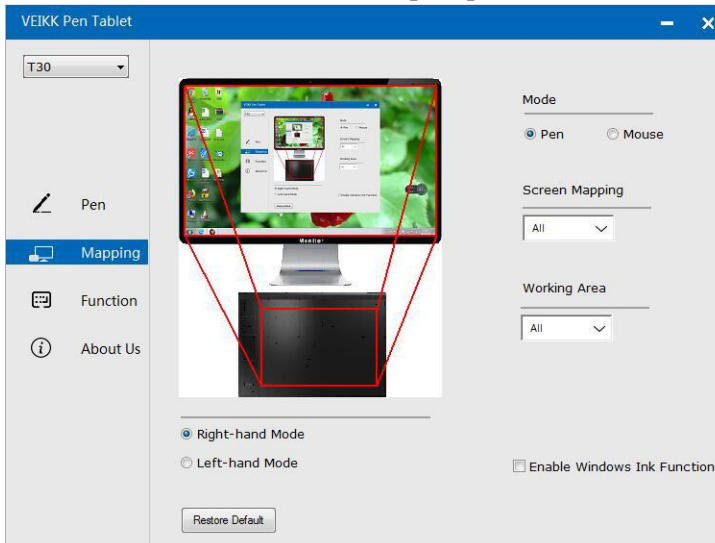 VEIKK Pen Tablet
T30
Pen
Mapping
Function
About Us
Monitor
Right-hand Mode
Left-hand Mode
Restore Default
Mode
Pen Mouse
Screen Mapping
All
Working Area
All
Enable Windows Ink Function